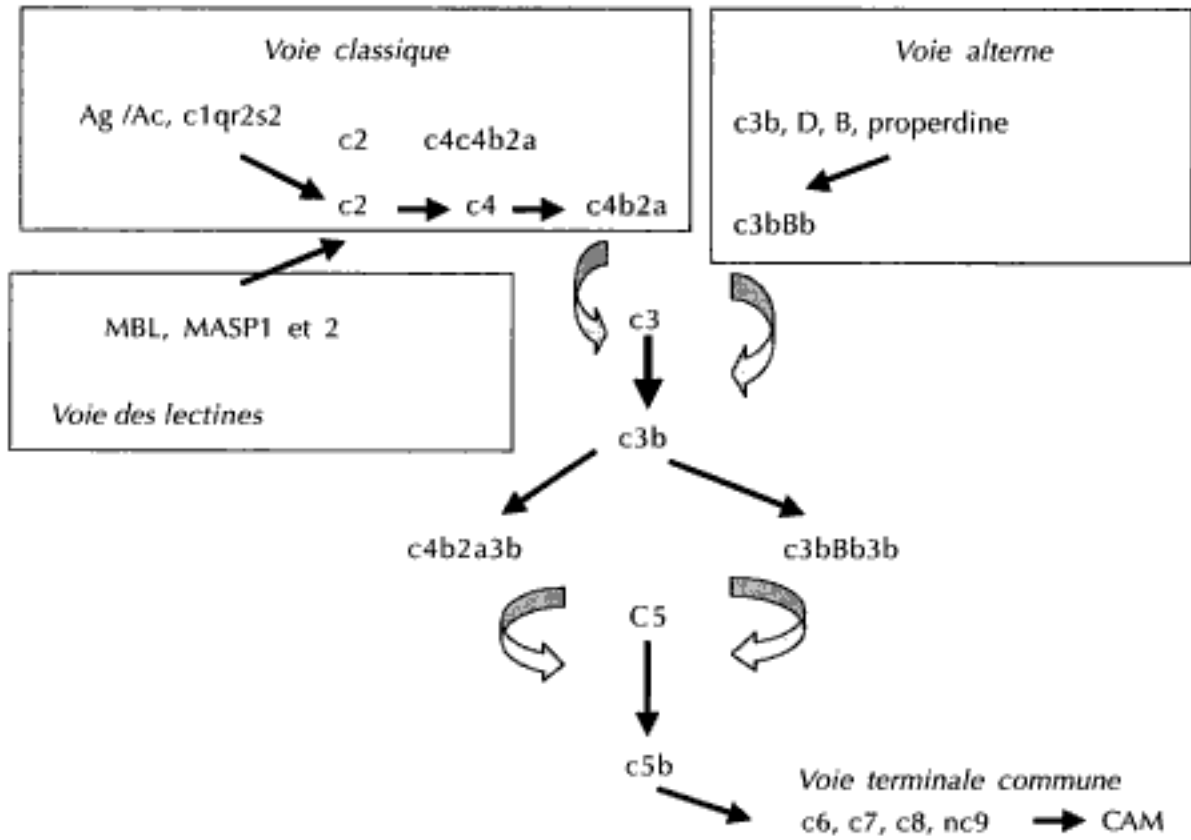 Voie classique
Ag /Ac, c1qr2s2
c2 c4c4b2a
c2 c4 c4b2a
Voie alterne
c3b, D, B, properdine
c3bBb
MBL, MASP1 et 2
Voie des lectines
c3
c3b
c4b2a3b c3bBb3b
C5
c5b
Voie terminale commune
c6, c7, c8, nc9 CAM